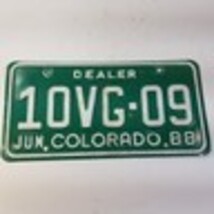 DEALER
10VG-09
JUN, COLORADO, 88